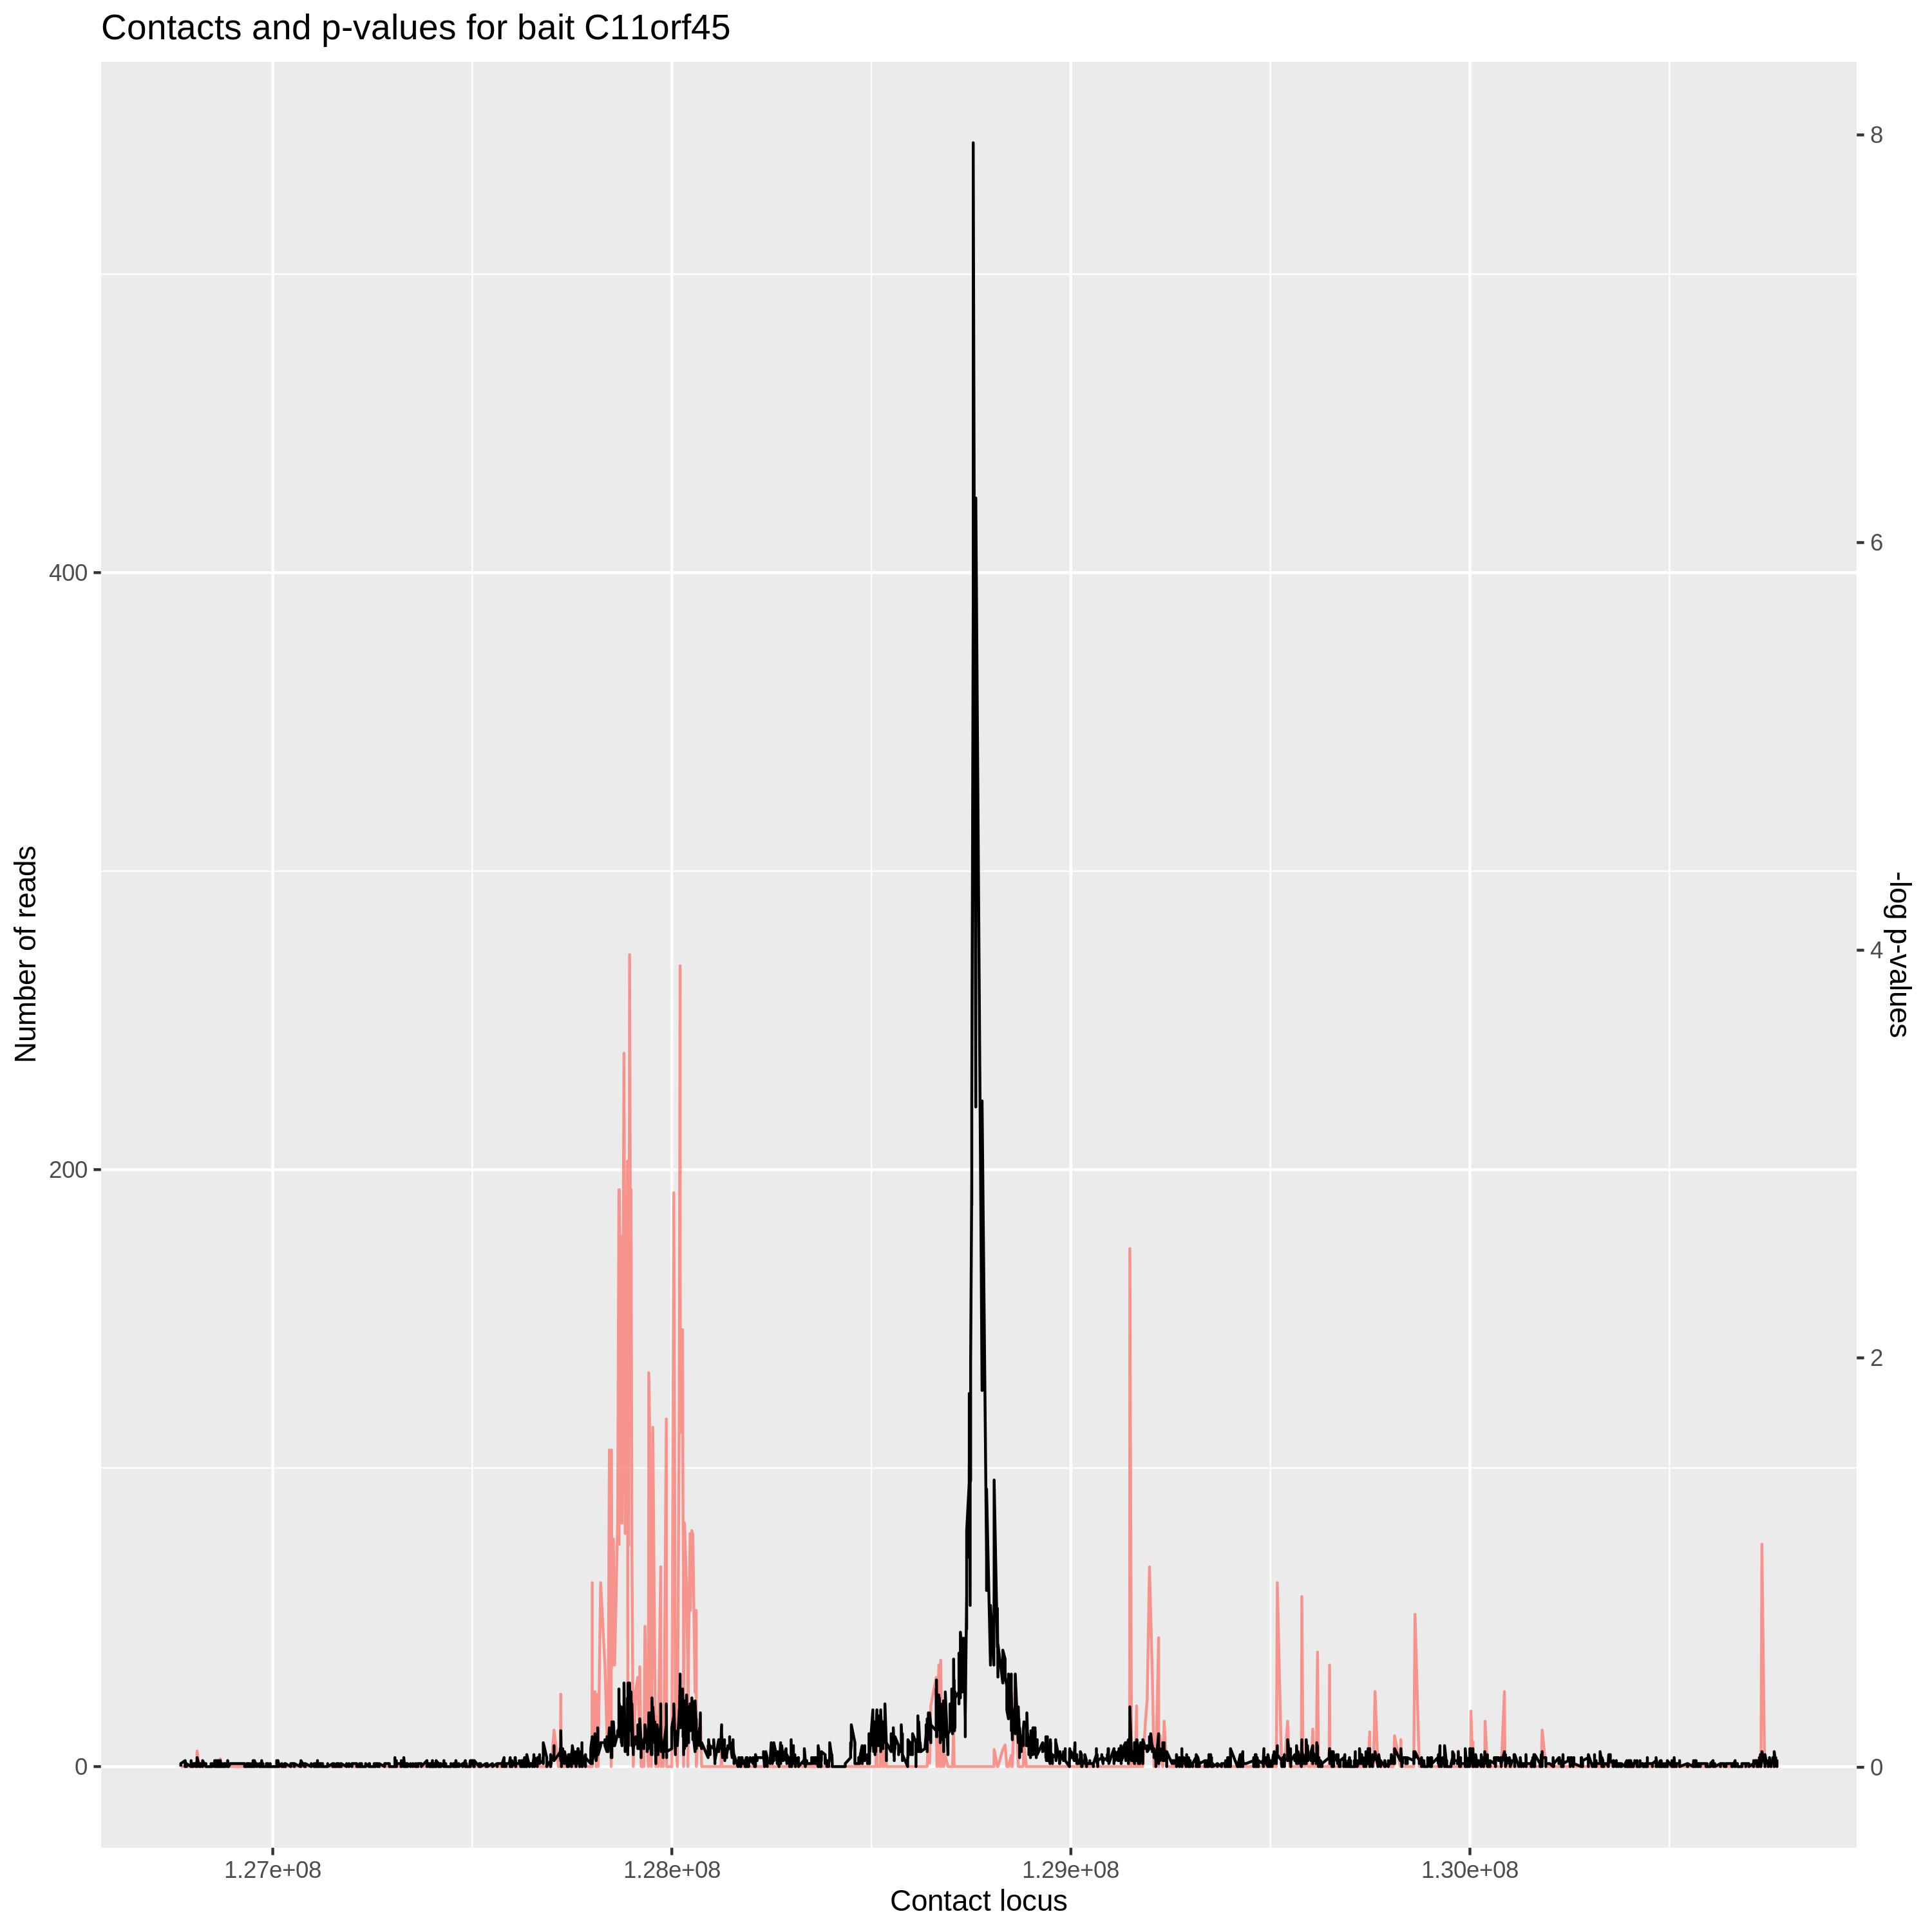 Contacts and p-values for bait C11orf45
Number of reads
400
200
0
8
6
4
2
0
-log p-values
1.27e+08
1.28e+08
1.29e+08
1.30e+08
Contact locus